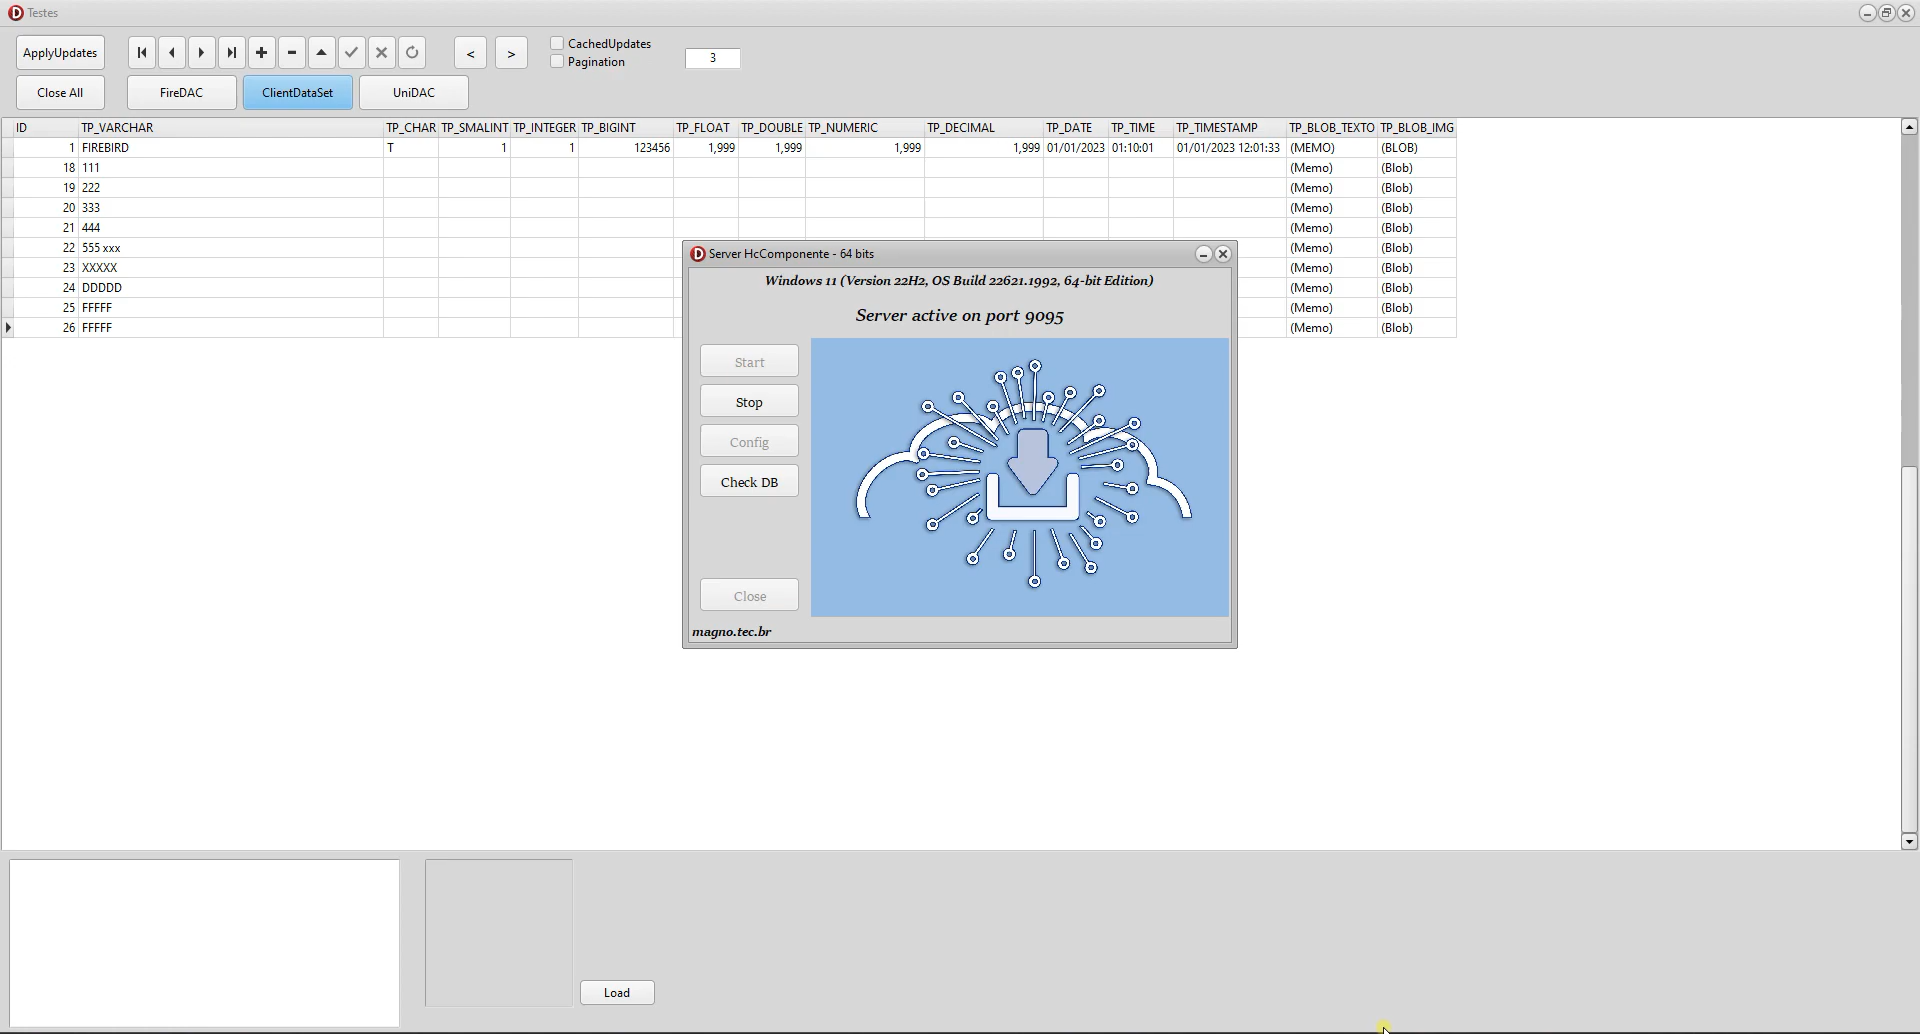 Testes
ApplyUpdates
< >
CachedUpdates
Pagination
3
Close All FireDAC ClientDataSet UniDAC
ID TP_VARCHAR TP_CHAR TP_SMALINT TP_INTEGER TP_BIGINT TP_FLOAT TP_DOUBLE TP_NUMERIC TP_DECIMAL TP_DATE TP_TIME TP_TIMESTAMP TP_BLOB_TEXTO TP_BLOB_IMG
1 FIREBIRD T 1 1 123456 1,999 1,999 1,999 1,999 01/01/2023 01:10:01 01/01/2023 12:01:33 (MEMO) (BLOB)
18 111 (Memo) (Blob)
19 222 (Memo) (Blob)
20 333 (Memo) (Blob)
21 444 (Memo) (Blob)
22 555 xxx (Memo) (Blob)
23 XXXXX (Memo) (Blob)
24 DDDDD (Memo) (Blob)
25 FFFFF (Memo) (Blob)
26 FFFFF (Memo) (Blob)
Server HcComponente - 64 bits
Windows 11 (Version 22H2, OS Build 22621.1992, 64-bit Edition)
Server active on port 9095
Start
Stop
Config
Check DB
Close
magno.tec.br
Load